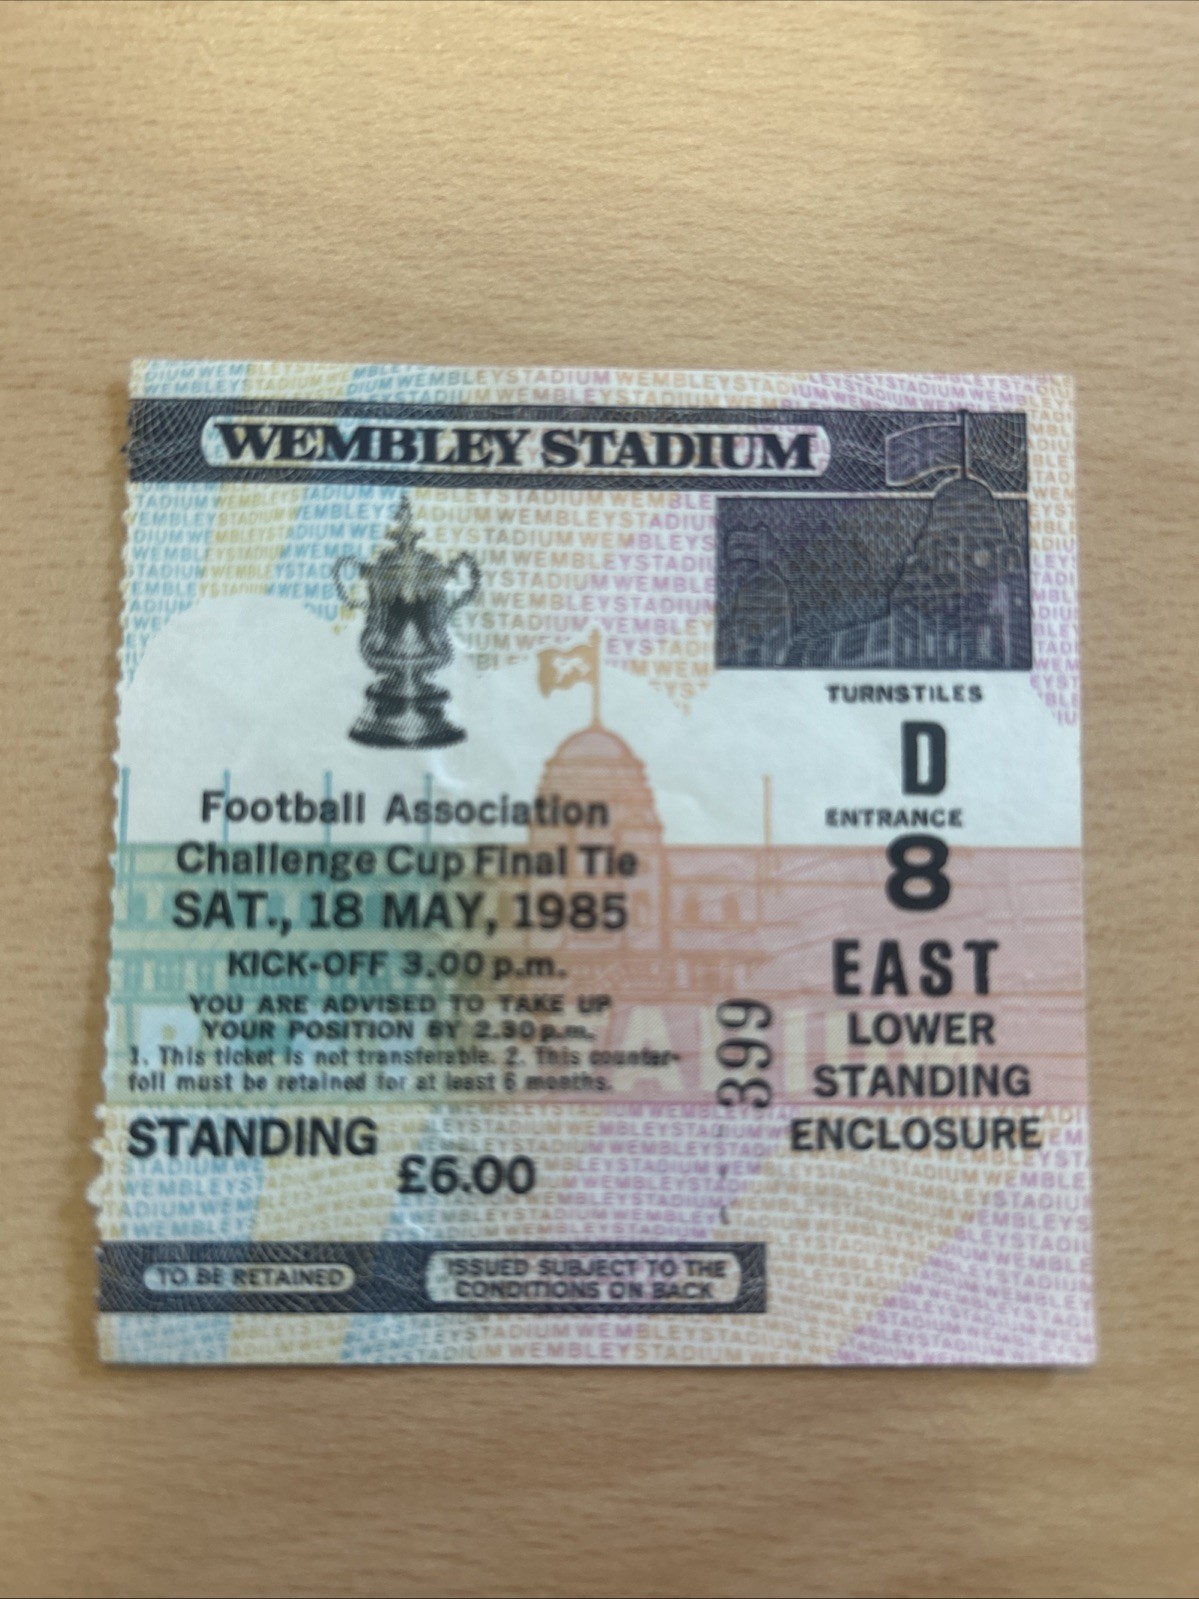 WEMBLEY STADIUM
Football Association
Challenge Cup Final Tie
SAT., 18 MAY, 1985
KICK-OFF 3.00 p.m.
YOU ARE ADVISED TO TAKE UP
YOUR POSITION BY 2.30 p.m.
1. This ticket is not transferable. 2. This counter-
foil must be retained for at least 6 months.
STANDING
£6.00
TO BE RETAINED
ISSUED SUBJECT TO THE
CONDITIONS ON BACK
399
TURNSTILES
D
ENTRANCE
8
EAST
LOWER
STANDING
ENCLOSURE